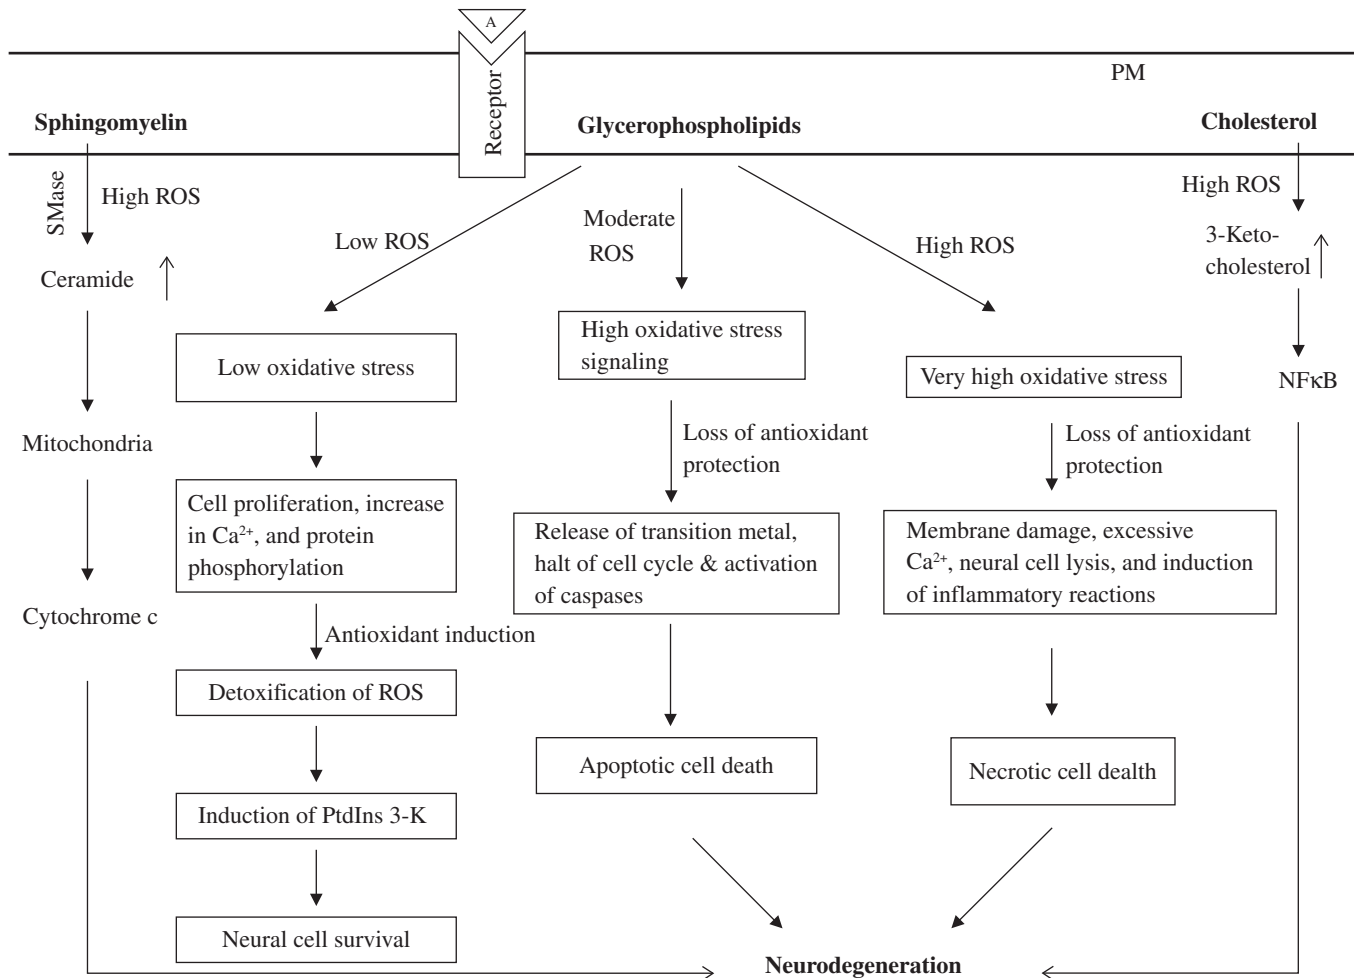 A
PM
Receptor
Sphingomyelin
Glycerophospholipids
Cholesterol
SMase
High ROS
Low ROS
Moderate
ROS
High ROS
High ROS
Ceramide
3-Keto-
cholesterol
Low oxidative stress
High oxidative stress
signaling
Very high oxidative stress
NFκB
Mitochondria
Loss of antioxidant
protection
Loss of antioxidant
protection
Cell proliferation, increase
in Ca²⁺, and protein
phosphorylation
Release of transition metal,
halt of cell cycle & activation
of caspases
Membrane damage, excessive
Ca²⁺, neural cell lysis, and induction
of inflammatory reactions
Cytochrome c
Antioxidant induction
Detoxification of ROS
Apoptotic cell death
Necrotic cell dealth
Induction of PtdIns 3-K
Neural cell survival
Neurodegeneration